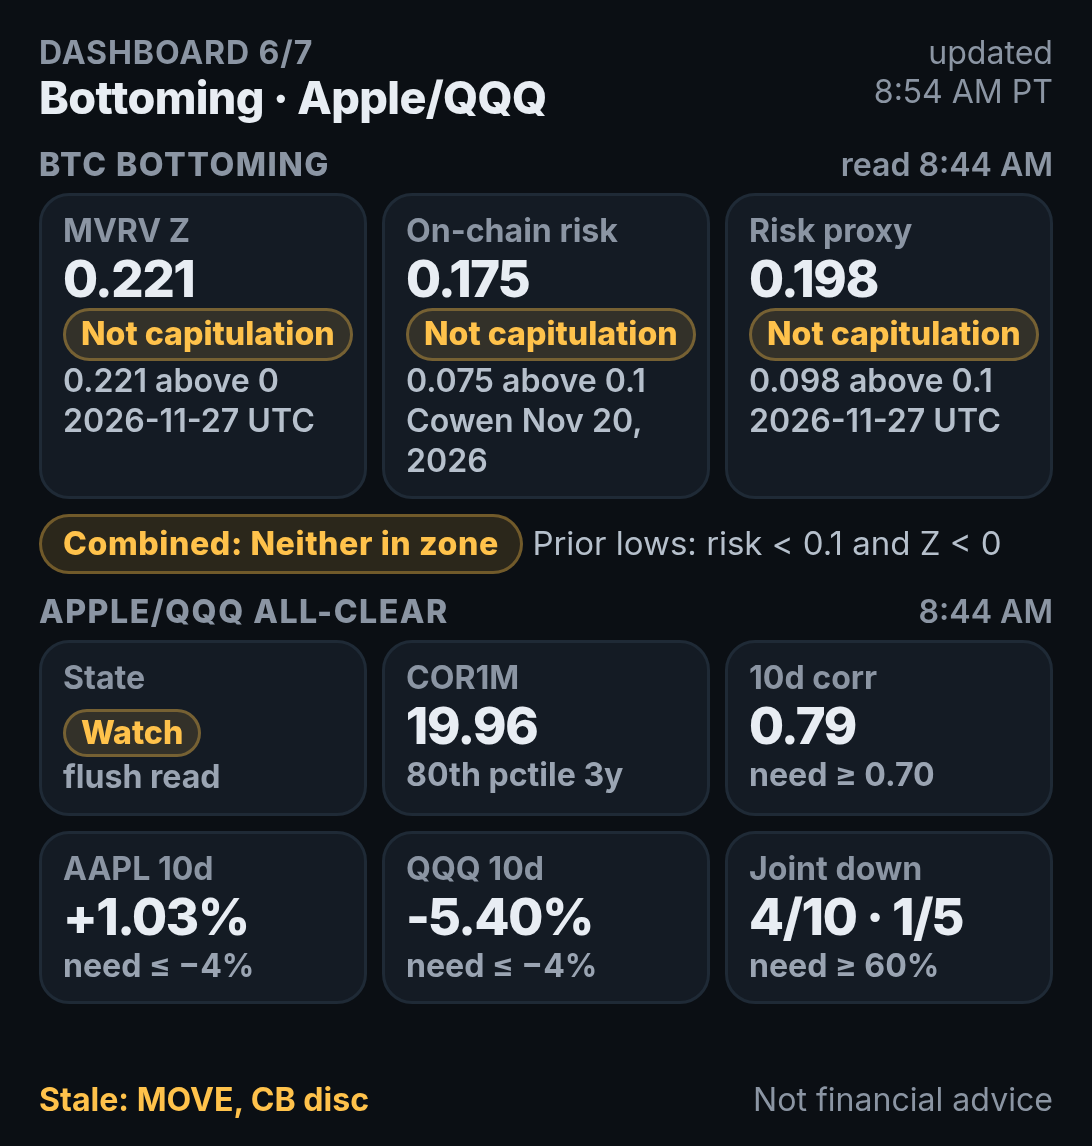 DASHBOARD 6/7
updated
Bottoming · Apple/QQQ
8:54 AM PT
BTC BOTTOMING
read 8:44 AM
MVRV Z
0.221
Not capitulation
0.221 above 0
2026-11-27 UTC
On-chain risk
0.175
Not capitulation
0.075 above 0.1
Cowen Nov 20,
2026
Risk proxy
0.198
Not capitulation
0.098 above 0.1
2026-11-27 UTC
Combined: Neither in zone
Prior lows: risk < 0.1 and Z < 0
APPLE/QQQ ALL-CLEAR
8:44 AM
State
Watch
flush read
COR1M
19.96
80th pctile 3y
10d corr
0.79
need ≥ 0.70
AAPL 10d
+1.03%
need ≤ −4%
QQQ 10d
-5.40%
need ≤ −4%
Joint down
4/10 · 1/5
need ≥ 60%
Stale: MOVE, CB disc
Not financial advice